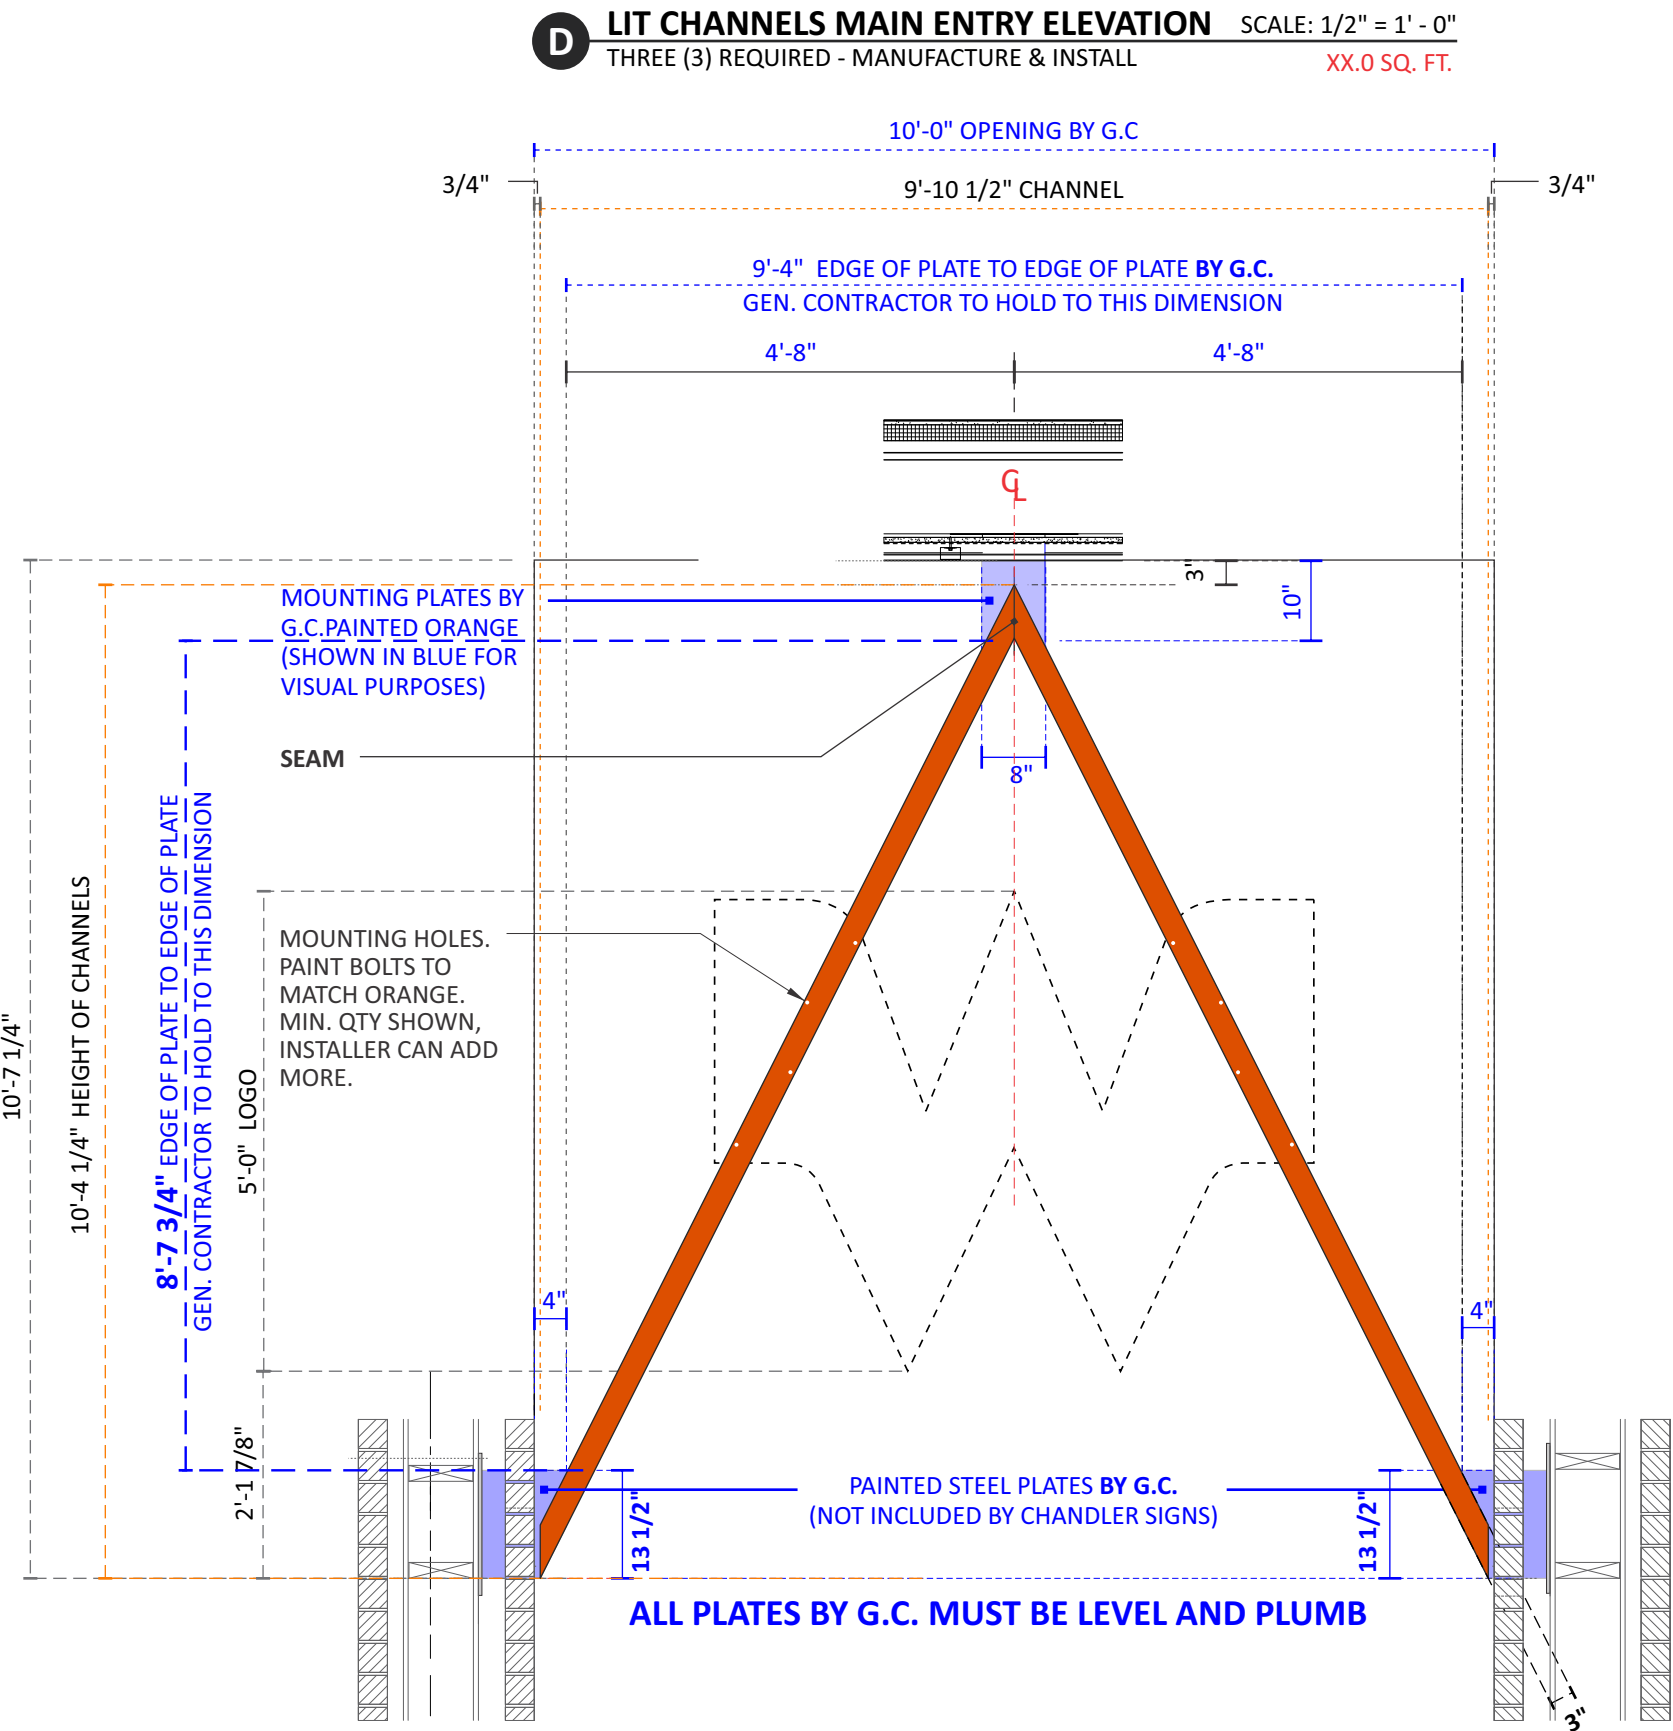 D
LIT CHANNELS MAIN ENTRY ELEVATION
SCALE: 1/2" = 1' - 0"
THREE (3) REQUIRED - MANUFACTURE & INSTALL
XX.0 SQ. FT.
10'-0" OPENING BY G.C
3/4"
9'-10 1/2" CHANNEL
3/4"
9'-4" EDGE OF PLATE TO EDGE OF PLATE BY G.C.
GEN. CONTRACTOR TO HOLD TO THIS DIMENSION
4'-8"
4'-8"
CL
3"
10"
MOUNTING PLATES BY
G.C.PAINTED ORANGE
(SHOWN IN BLUE FOR
VISUAL PURPOSES)
SEAM
8"
10'-7 1/4"
10'-4 1/4" HEIGHT OF CHANNELS
8'-7 3/4" EDGE OF PLATE TO EDGE OF PLATE
GEN. CONTRACTOR TO HOLD TO THIS DIMENSION
5'-0" LOGO
MOUNTING HOLES.
PAINT BOLTS TO
MATCH ORANGE.
MIN. QTY SHOWN,
INSTALLER CAN ADD
MORE.
4"
4"
2'-1 7/8"
13 1/2"
PAINTED STEEL PLATES BY G.C.
(NOT INCLUDED BY CHANDLER SIGNS)
13 1/2"
ALL PLATES BY G.C. MUST BE LEVEL AND PLUMB
3"